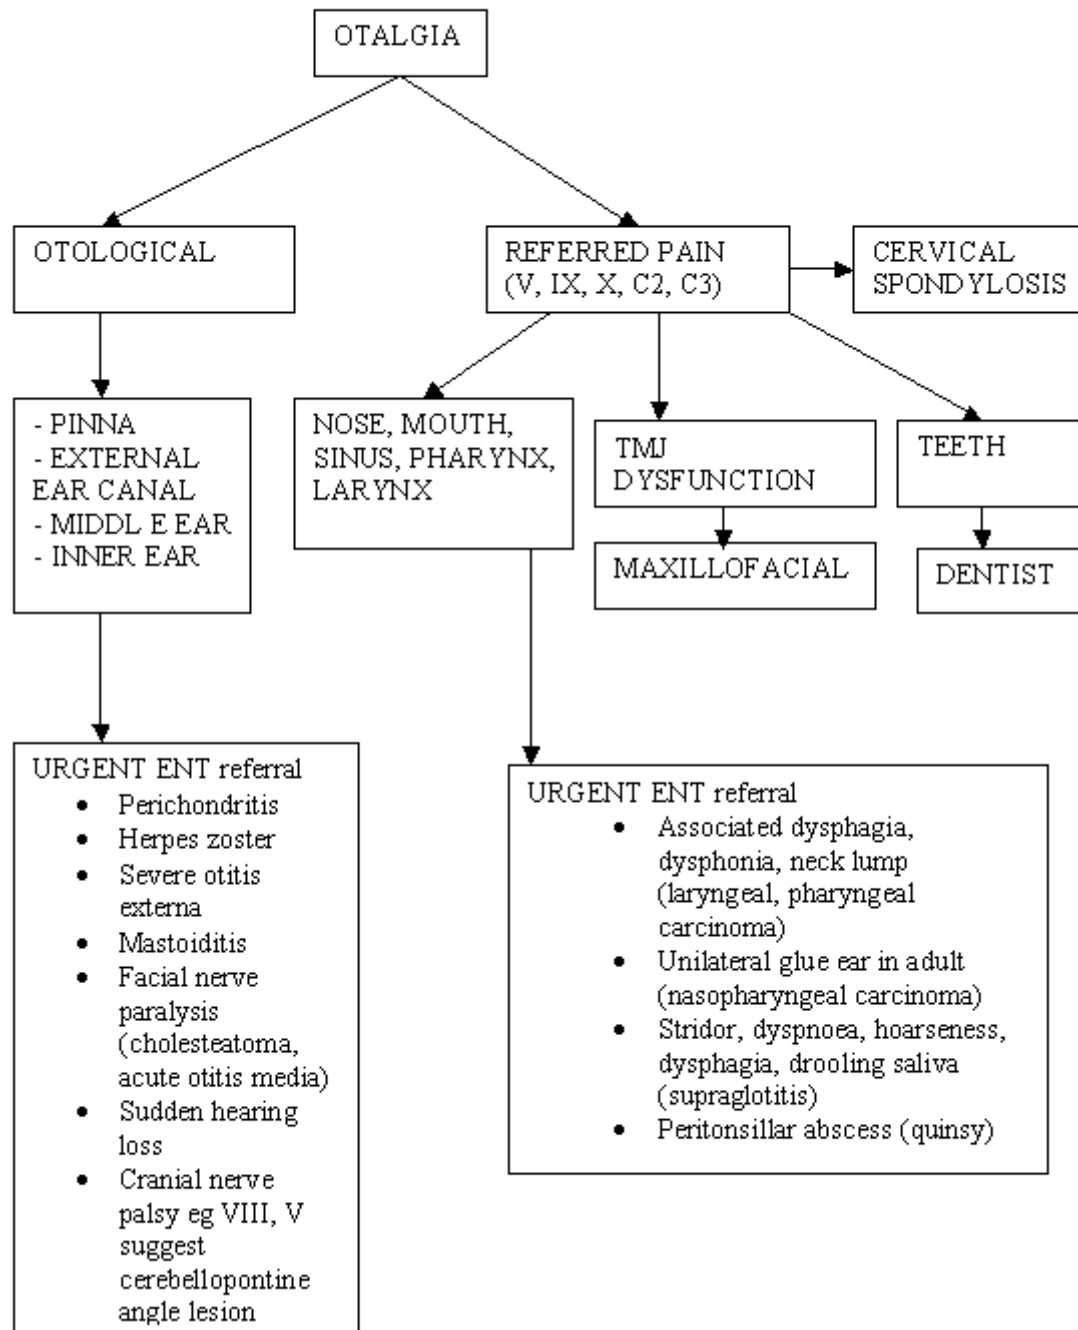 OTALGIA
OTOLOGICAL
REFERRED PAIN
(V, IX, X, C2, C3)
CERVICAL
SPONDYLOSIS
- PINNA
- EXTERNAL
EAR CANAL
- MIDDL E EAR
- INNER EAR
NOSE, MOUTH,
SINUS, PHARYNX,
LARYNX
TMJ
DYSFUNCTION
TEETH
MAXILLOFACIAL
DENTIST
URGENT ENT referral
• Perichondritis
• Herpes zoster
• Severe otitis
externa
• Mastoiditis
• Facial nerve
paralysis
(cholesteatoma,
acute otitis media)
• Sudden hearing
loss
• Cranial nerve
palsy eg VIII, V
suggest
cerebellopontine
angle lesion
URGENT ENT referral
• Associated dysphagia,
dysphonia, neck lump
(laryngeal, pharyngeal
carcinoma)
• Unilateral glue ear in adult
(nasopharyngeal carcinoma)
• Stridor, dyspnoea, hoarseness,
dysphagia, drooling saliva
(supraglotitis)
• Peritonsillar abscess (quinsy)